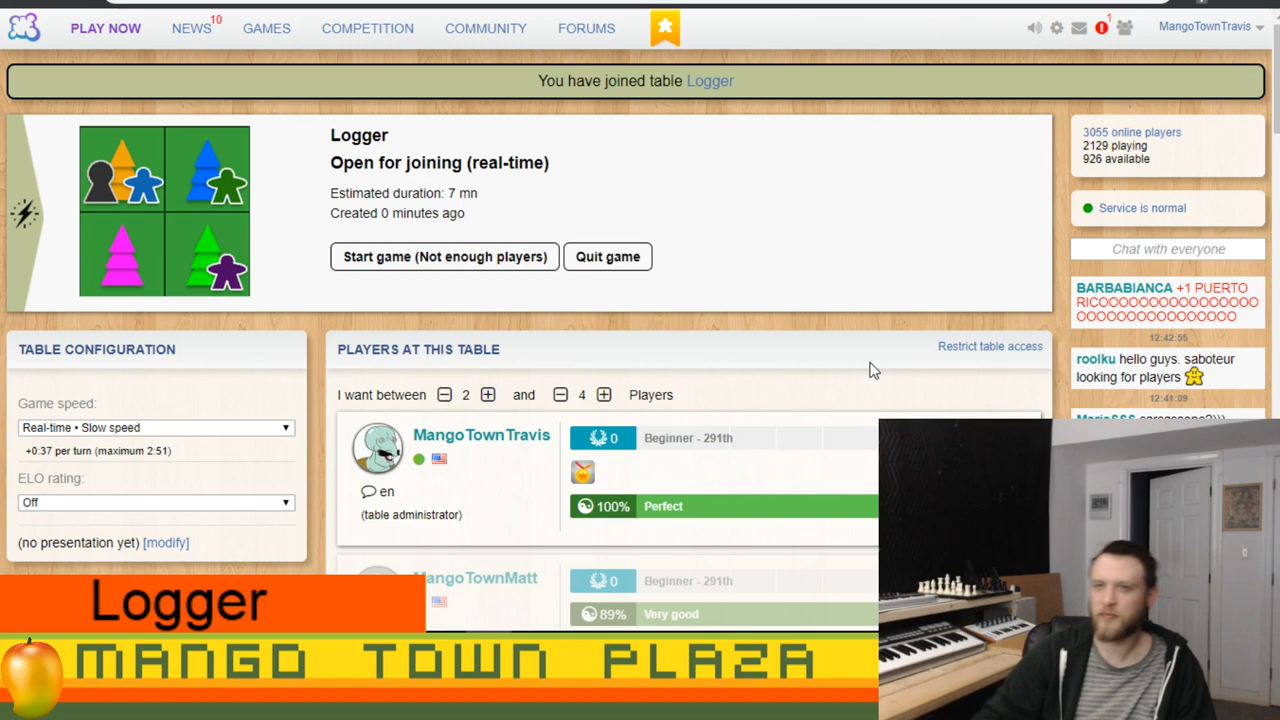 PLAY NOW NEWS 10 GAMES COMPETITION COMMUNITY FORUMS 1 MangoTownTravis
You have joined table Logger
Logger
Open for joining (real-time)
Estimated duration: 7 mn
Created 0 minutes ago
Start game (Not enough players) Quit game
3055 online players
2129 playing
926 available
Service is normal
Chat with everyone
BARBABIANCA +1 PUERTO
RICOOOOOOOOOOOOOOOOO
OOOOOOOOOOOOOOOOOO
12:42:55
roolku hello guys. saboteur
looking for players
12:41:09
TABLE CONFIGURATION
Game speed:
Real-time • Slow speed
+0:37 per turn (maximum 2:51)
ELO rating:
Off
(no presentation yet) [modify]
PLAYERS AT THIS TABLE Restrict table access
I want between 2 and 4 Players
MangoTownTravis 0 Beginner - 291th
en
(table administrator)
100% Perfect
MangoTownMatt 0 Beginner - 291th
89% Very good
Logger
MANGO TOWN PLAZA